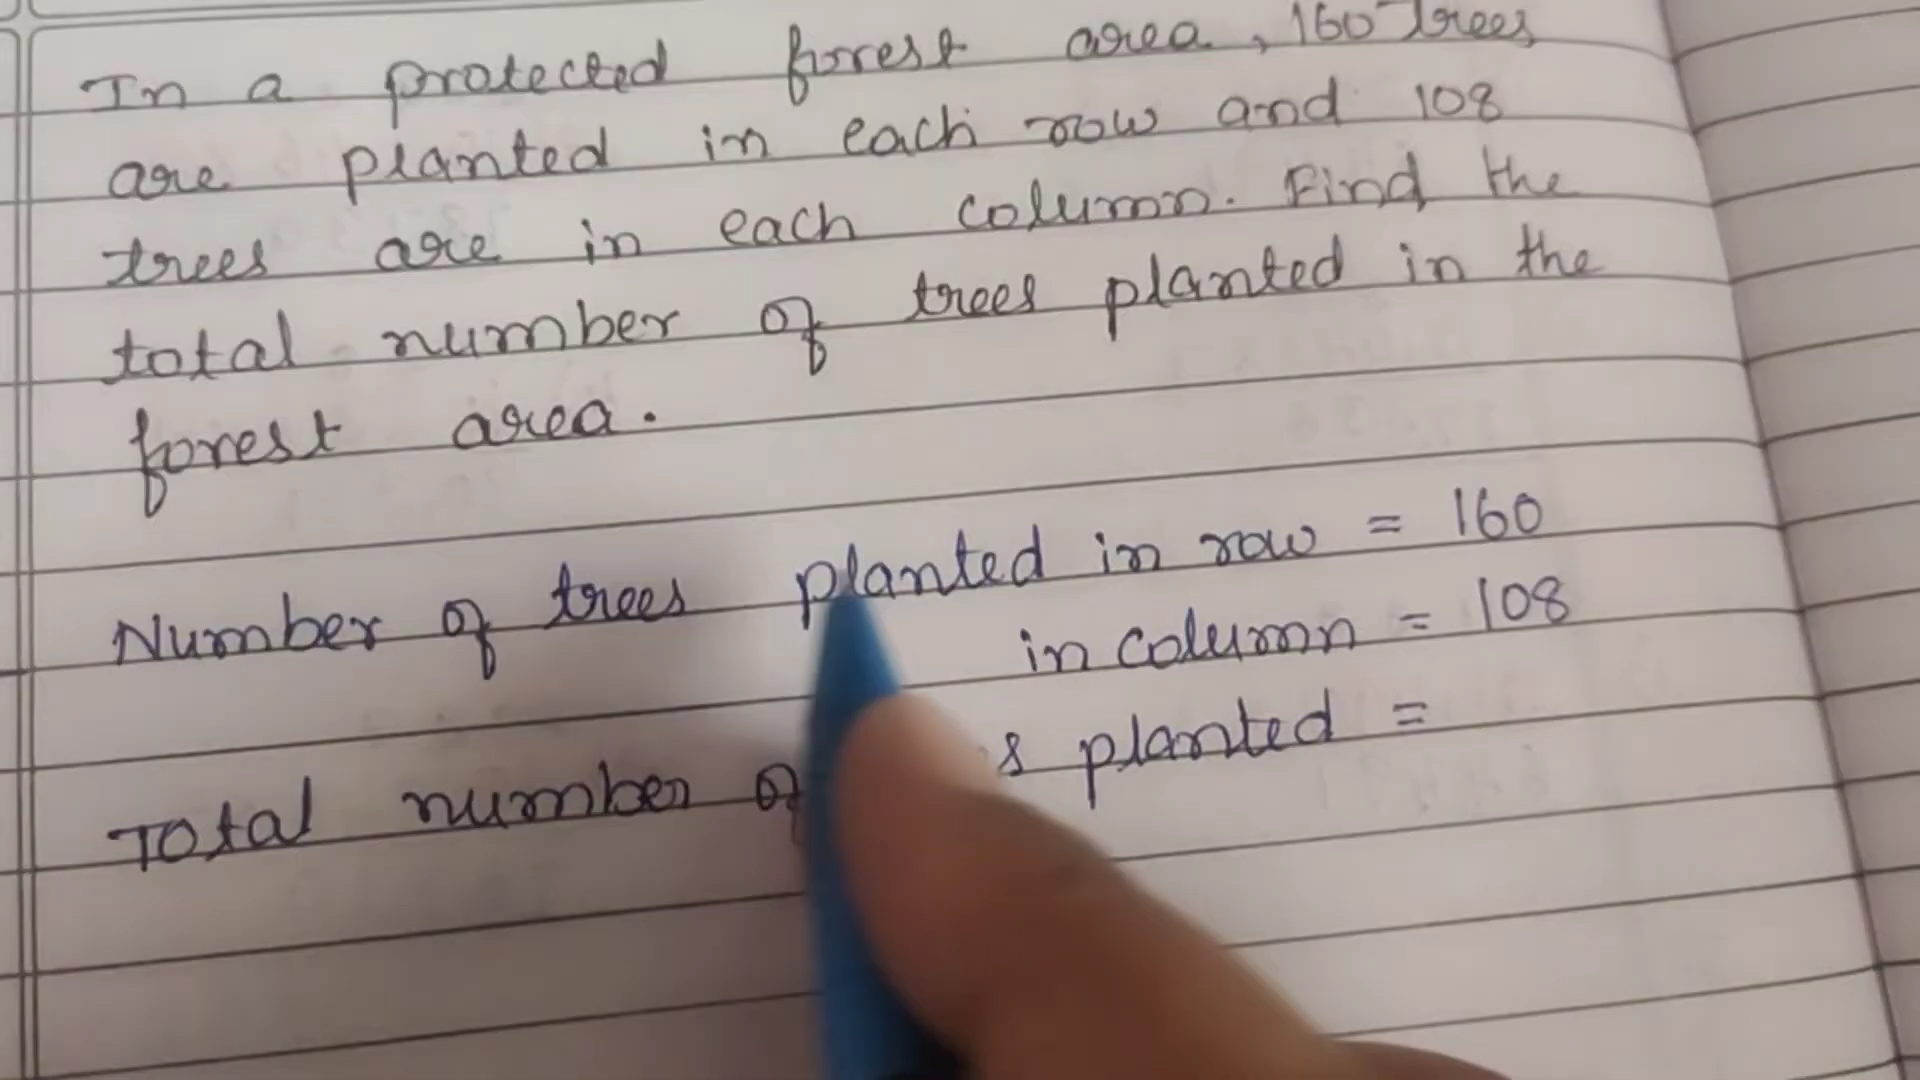 In a protected forest area, 160 trees
are planted in each row and 108
trees are in each column. Find the
total number of trees planted in the
forest area.
Number of trees planted in row = 160
in column = 108
Total number planted =